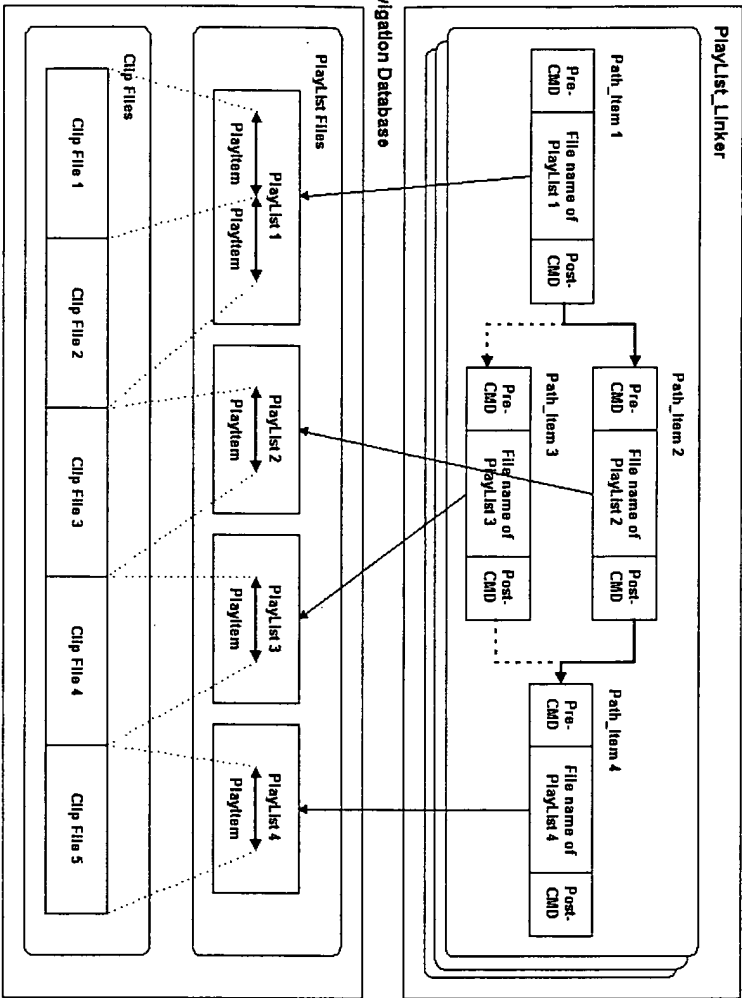 PlayList_Linker
Path_Item 1
Pre-
CMD
File name of
PlayList 1
Post-
CMD
Path_Item 2
Pre-
CMD
File name of
PlayList 2
Post-
CMD
Path_Item 3
Pre-
CMD
File name of
PlayList 3
Post-
CMD
Path_Item 4
Pre-
CMD
File name of
PlayList 4
Post-
CMD
vigation Database
PlayList Files
PlayList 1
PlayItem
PlayItem
PlayList 2
PlayItem
PlayList 3
PlayItem
PlayList 4
PlayItem
Clip Files
Clip File 1
Clip File 2
Clip File 3
Clip File 4
Clip File 5